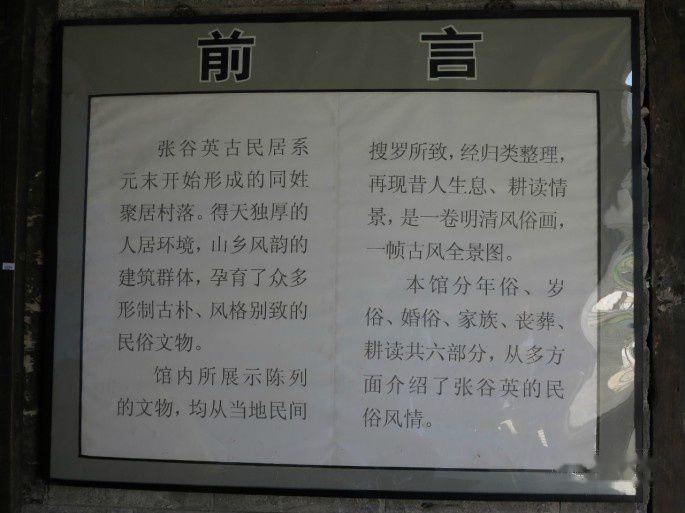 前言
张谷英古民居系
元末开始形成的同姓
聚居村落。得天独厚的
人居环境，山乡风韵的
建筑群体，孕育了众多
形制古朴、风格别致的
民俗文物。
馆内所展示陈列
的文物，均从当地民间
搜罗所致，经归类整理，
再现昔人生息、耕读情
景，是一卷明清风俗画，
一帧古风全景图。
本馆分年俗、岁
俗、婚俗、家族、丧葬、
耕读共六部分，从多方
面介绍了张谷英的民
俗风情。